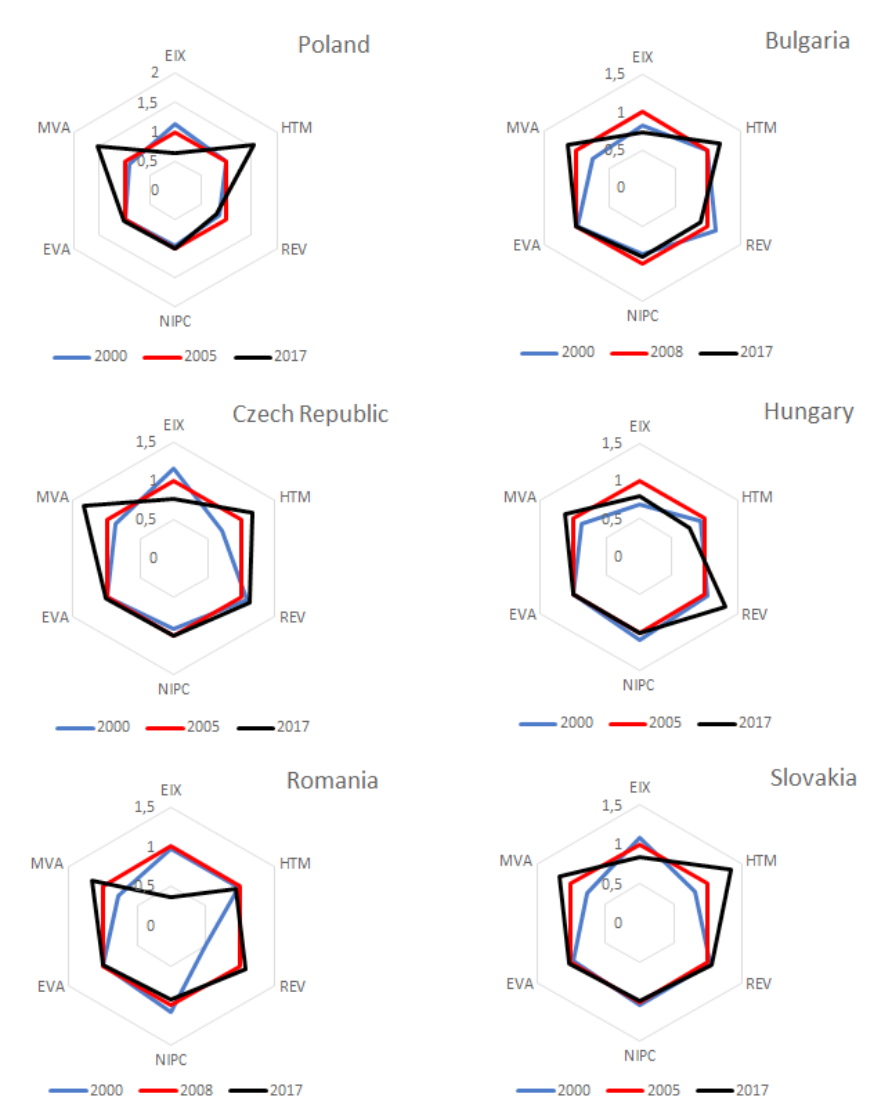 Poland
EIX
2
1,5
1
0,5
0
MVA
HTM
EVA
REV
NIPC
2000 2005 2017
Bulgaria
EIX
1,5
1
0,5
0
MVA
HTM
EVA
REV
NIPC
2000 2008 2017
Czech Republic
EIX
1,5
1
0,5
0
MVA
HTM
EVA
REV
NIPC
2000 2005 2017
Hungary
EIX
1,5
1
0,5
0
MVA
HTM
EVA
REV
NIPC
2000 2005 2017
Romania
EIX
1,5
1
0,5
0
MVA
HTM
EVA
REV
NIPC
2000 2008 2017
Slovakia
EIX
1,5
1
0,5
0
MVA
HTM
EVA
REV
NIPC
2000 2005 2017